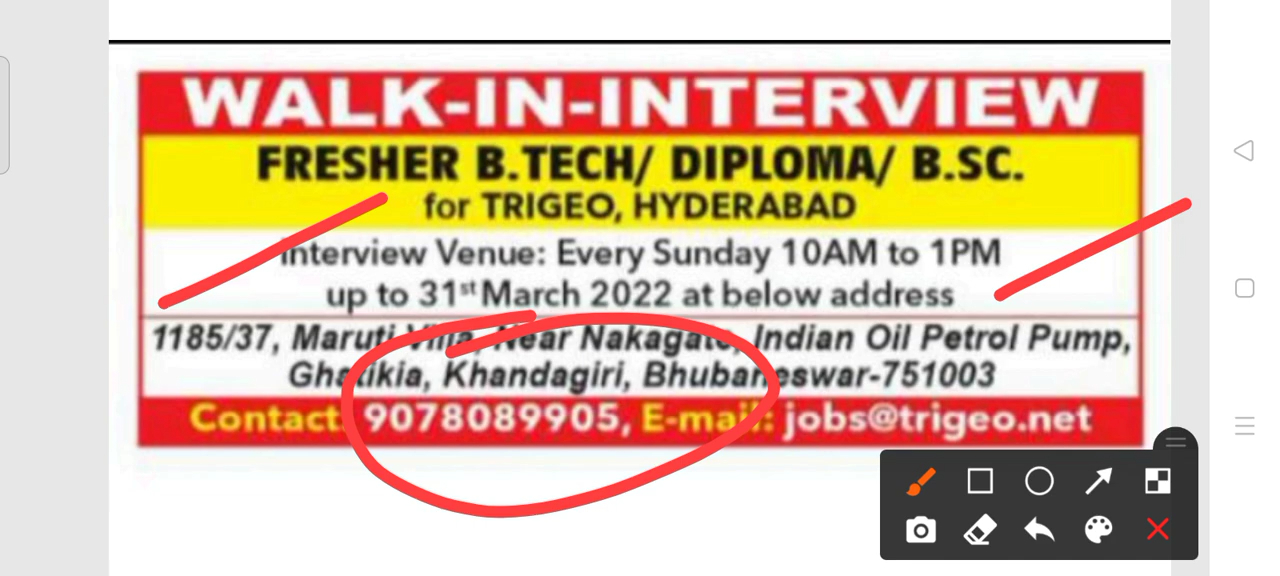 WALK-IN-INTERVIEW
FRESHER B.TECH/ DIPLOMA/ B.SC.
for TRIGEO, HYDERABAD
Interview Venue: Every Sunday 10AM to 1PM
up to 31st March 2022 at below address
1185/37, Maruti Villa, Near Nakagate, Indian Oil Petrol Pump,
Ghatikia, Khandagiri, Bhubaneswar-751003
Contact: 9078089905, E-mail: jobs@trigeo.net